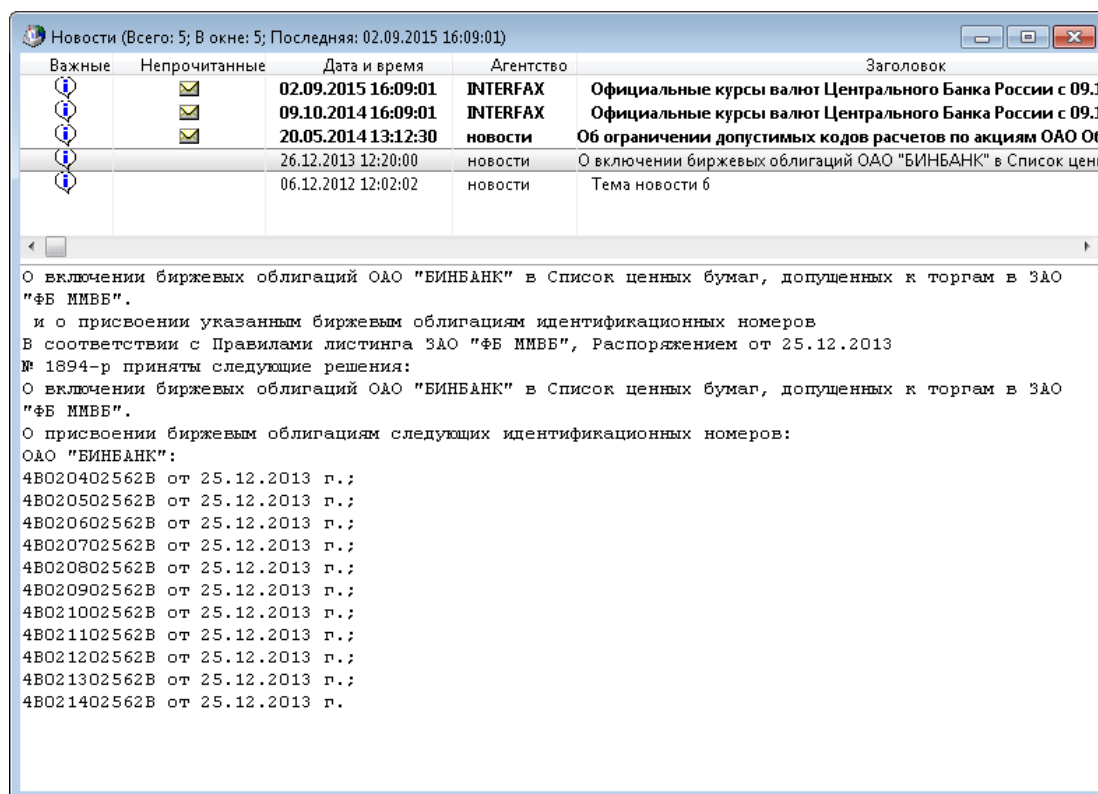 Новости (Всего: 5; В окне: 5; Последняя: 02.09.2015 16:09:01)
Важные Непрочитанные Дата и время Агентство Заголовок
02.09.2015 16:09:01 INTERFAX Официальные курсы валют Центрального Банка России с 09.1
09.10.2014 16:09:01 INTERFAX Официальные курсы валют Центрального Банка России с 09.1
20.05.2014 13:12:30 новости Об ограничении допустимых кодов расчетов по акциям ОАО Об
26.12.2013 12:20:00 новости О включении биржевых облигаций ОАО "БИНБАНК" в Список цен
06.12.2012 12:02:02 новости Тема новости 6
О включении биржевых облигаций ОАО "БИНБАНК" в Список ценных бумаг, допущенных к торгам в ЗАО
"ФБ ММВБ".
и о присвоении указанным биржевым облигациям идентификационных номеров
В соответствии с Правилами листинга ЗАО "ФБ ММВБ", Распоряжением от 25.12.2013
№ 1894-р приняты следующие решения:
О включении биржевых облигаций ОАО "БИНБАНК" в Список ценных бумаг, допущенных к торгам в ЗАО
"ФБ ММВБ".
О присвоении биржевым облигациям следующих идентификационных номеров:
ОАО "БИНБАНК":
4B020402562B от 25.12.2013 г.;
4B020502562B от 25.12.2013 г.;
4B020602562B от 25.12.2013 г.;
4B020702562B от 25.12.2013 г.;
4B020802562B от 25.12.2013 г.;
4B020902562B от 25.12.2013 г.;
4B021002562B от 25.12.2013 г.;
4B021102562B от 25.12.2013 г.;
4B021202562B от 25.12.2013 г.;
4B021302562B от 25.12.2013 г.;
4B021402562B от 25.12.2013 г.